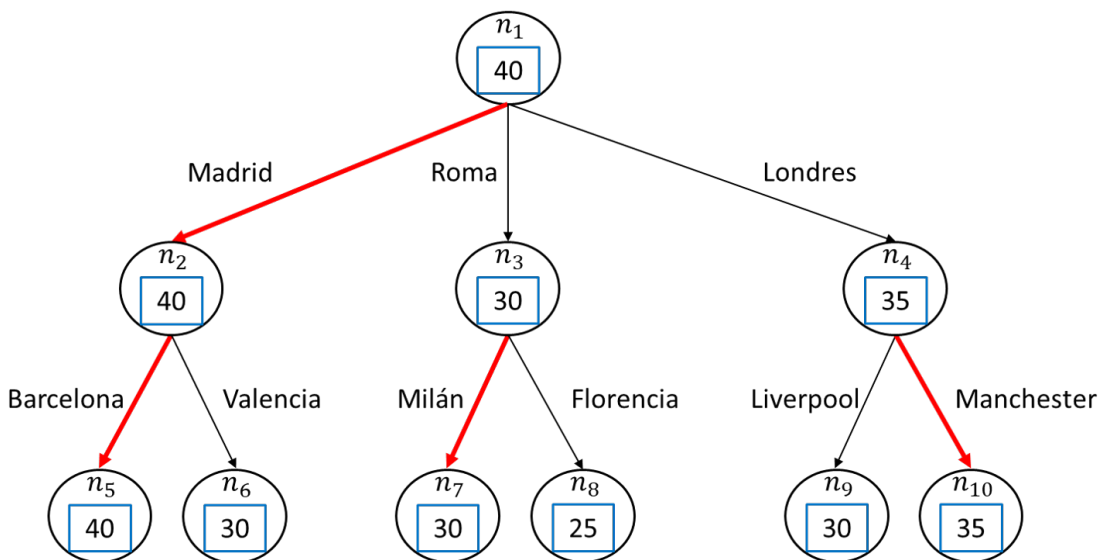 n₁
40
Madrid Roma Londres
n₂ n₃ n₄
40 30 35
Barcelona Valencia Milán Florencia Liverpool Manchester
n₅ n₆ n₇ n₈ n₉ n₁₀
40 30 30 25 30 35